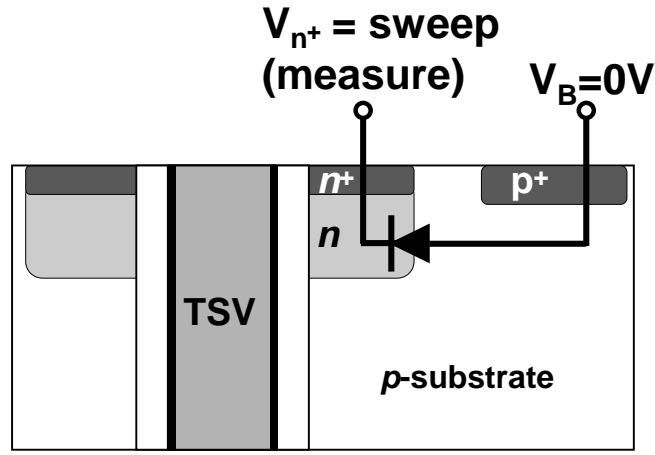 V_n+ = sweep
(measure)
V_B=0V
n+
p+
n
TSV
p-substrate